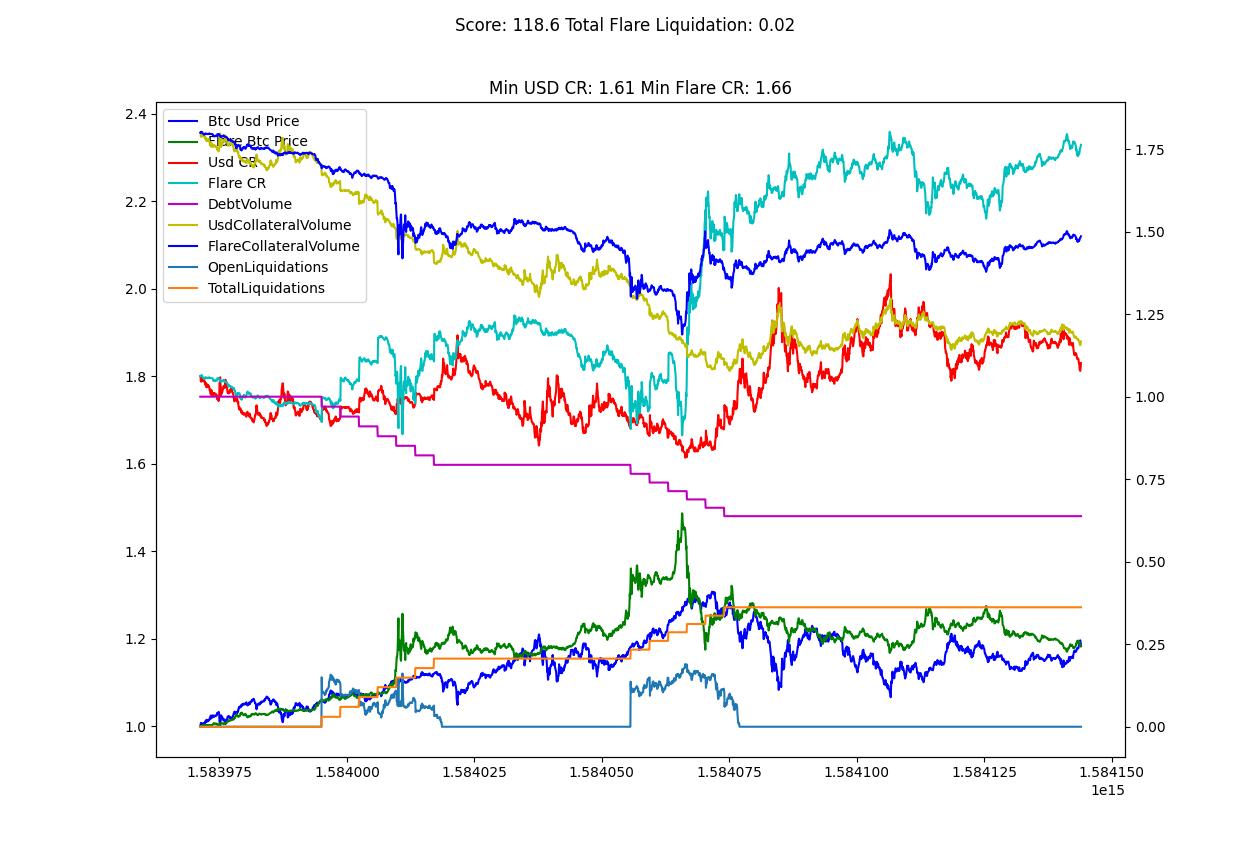 Score: 118.6 Total Flare Liquidation: 0.02
Min USD CR: 1.61 Min Flare CR: 1.66
Btc Usd Price
Flare Btc Price
Usd CR
Flare CR
DebtVolume
UsdCollateralVolume
FlareCollateralVolume
OpenLiquidations
TotalLiquidations
2.4
2.2
2.0
1.8
1.6
1.4
1.2
1.0
1.75
1.50
1.25
1.00
0.75
0.50
0.25
0.00
1.583975 1.584000 1.584025 1.584050 1.584075 1.584100 1.584125 1.584150
1e15